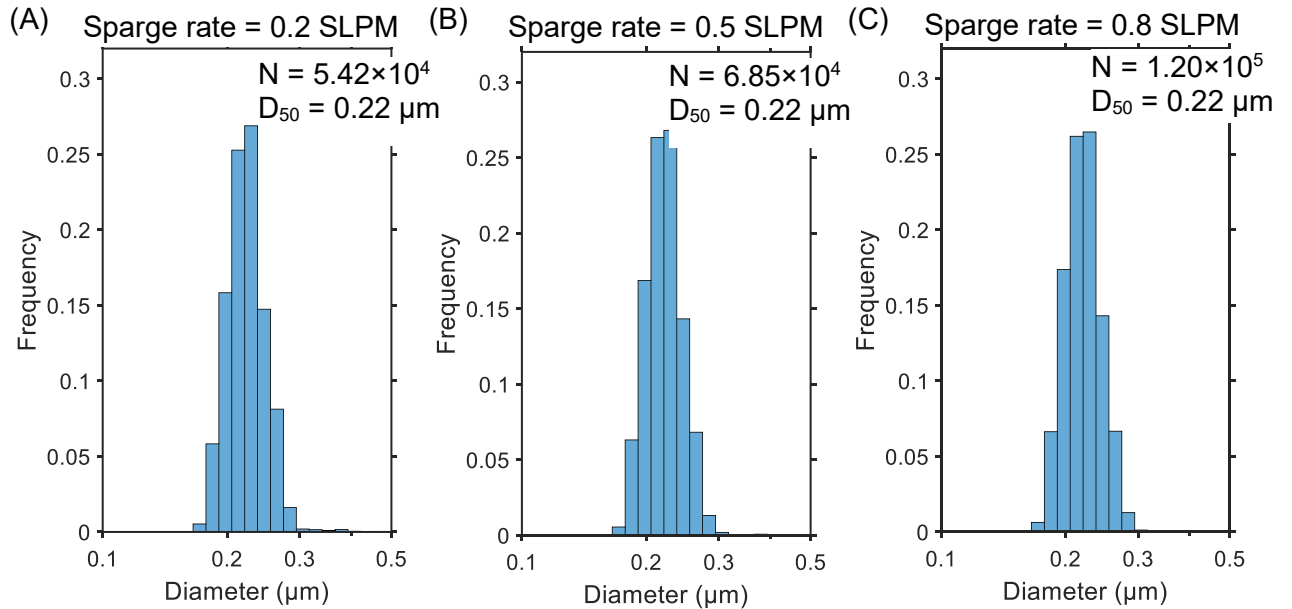 (A) Sparge rate = 0.2 SLPM
N = 5.42×10⁴
D₅₀ = 0.22 µm
0.3
0.25
0.2
0.15
0.1
0.05
0
Frequency
0.1 0.2 0.3 0.5
Diameter (µm)
(B) Sparge rate = 0.5 SLPM
N = 6.85×10⁴
D₅₀ = 0.22 µm
0.3
0.25
0.2
0.15
0.1
0.05
0
Frequency
0.1 0.2 0.3 0.5
Diameter (µm)
(C) Sparge rate = 0.8 SLPM
N = 1.20×10⁵
D₅₀ = 0.22 µm
0.3
0.25
0.2
0.15
0.1
0.05
0
Frequency
0.1 0.2 0.3 0.5
Diameter (µm)